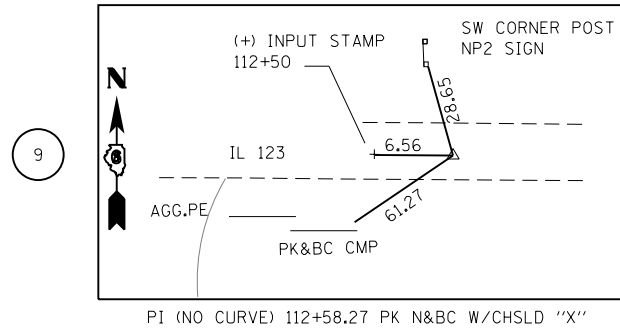 (+) INPUT STAMP
112+50
SW CORNER POST
NP2 SIGN
N
28.65
9
6
IL 123
6.56
61.27
AGG.PE
PK&BC CMP
PI (NO CURVE) 112+58.27 PK N&BC W/CHSLD "X"